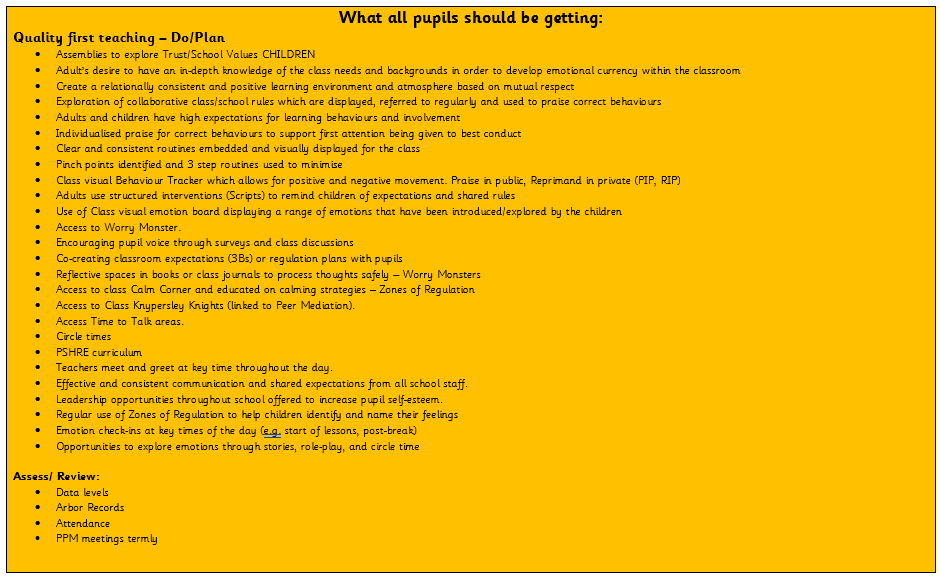 What all pupils should be getting:
Quality first teaching – Do/Plan
• Assemblies to explore Trust/School Values CHILDREN
• Adult's desire to have an in-depth knowledge of the class needs and backgrounds in order to develop emotional currency within the classroom
• Create a relationally consistent and positive learning environment and atmosphere based on mutual respect
• Exploration of collaborative class/school rules which are displayed, referred to regularly and used to praise correct behaviours
• Adults and children have high expectations for learning behaviours and involvement
• Individualised praise for correct behaviours to support first attention being given to best conduct
• Clear and consistent routines embedded and visually displayed for the class
• Pinch points identified and 3 step routines used to minimise
• Class visual Behaviour Tracker which allows for positive and negative movement. Praise in public, Reprimand in private (PIP, RIP)
• Adults use structured interventions (Scripts) to remind children of expectations and shared rules
• Use of Class visual emotion board displaying a range of emotions that have been introduced/explored by the children
• Access to Worry Monster.
• Encouraging pupil voice through surveys and class discussions
• Co-creating classroom expectations (3Bs) or regulation plans with pupils
• Reflective spaces in books or class journals to process thoughts safely – Worry Monsters
• Access to class Calm Corner and educated on calming strategies – Zones of Regulation
• Access to Class Knypersley Knights (linked to Peer Mediation).
• Access Time to Talk areas.
• Circle times
• PSHRE curriculum
• Teachers meet and greet at key time throughout the day.
• Effective and consistent communication and shared expectations from all school staff.
• Leadership opportunities throughout school offered to increase pupil self-esteem.
• Regular use of Zones of Regulation to help children identify and name their feelings
• Emotion check-ins at key times of the day (e.g. start of lessons, post-break)
• Opportunities to explore emotions through stories, role-play, and circle time
Assess/ Review:
• Data levels
• Arbor Records
• Attendance
• PPM meetings termly